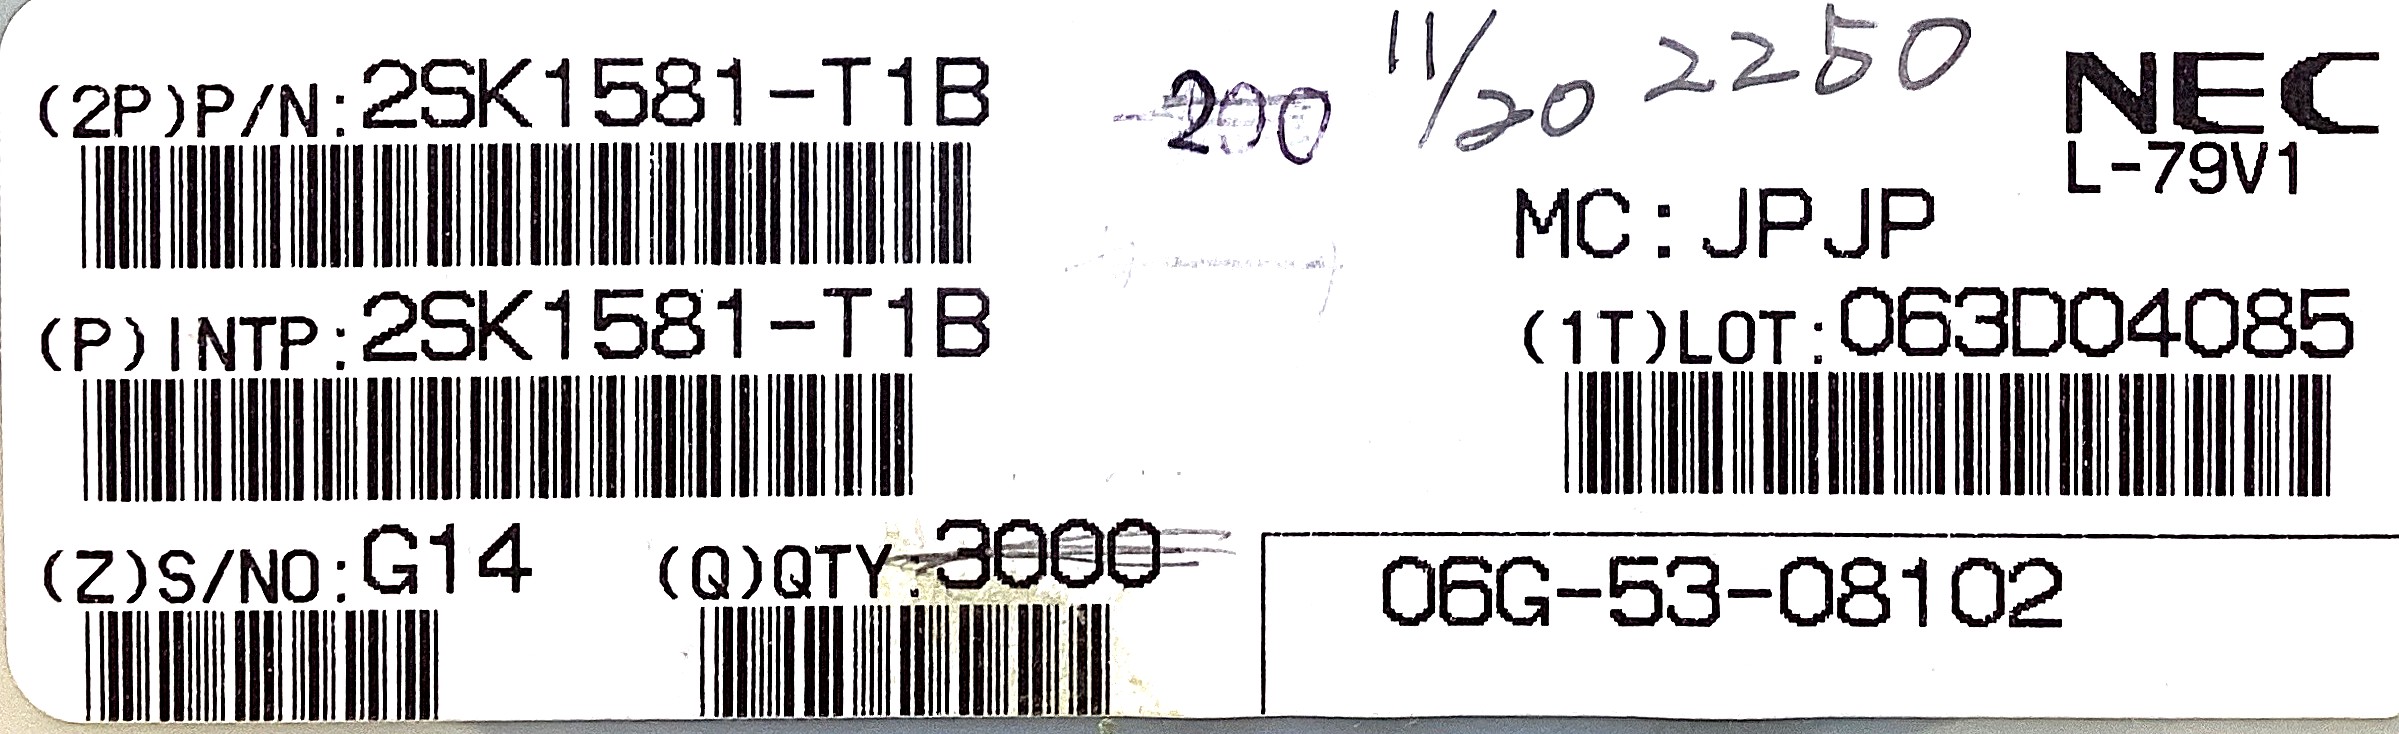 (2P)P/N:2SK1581-T1B
200
11/20 2250
NEC
L-79V1
MC:JPJP
(P)INTP:2SK1581-T1B
(1T)LOT:063D04085
(Z)S/NO:G14
(Q)QTY:3000
06G-53-08102